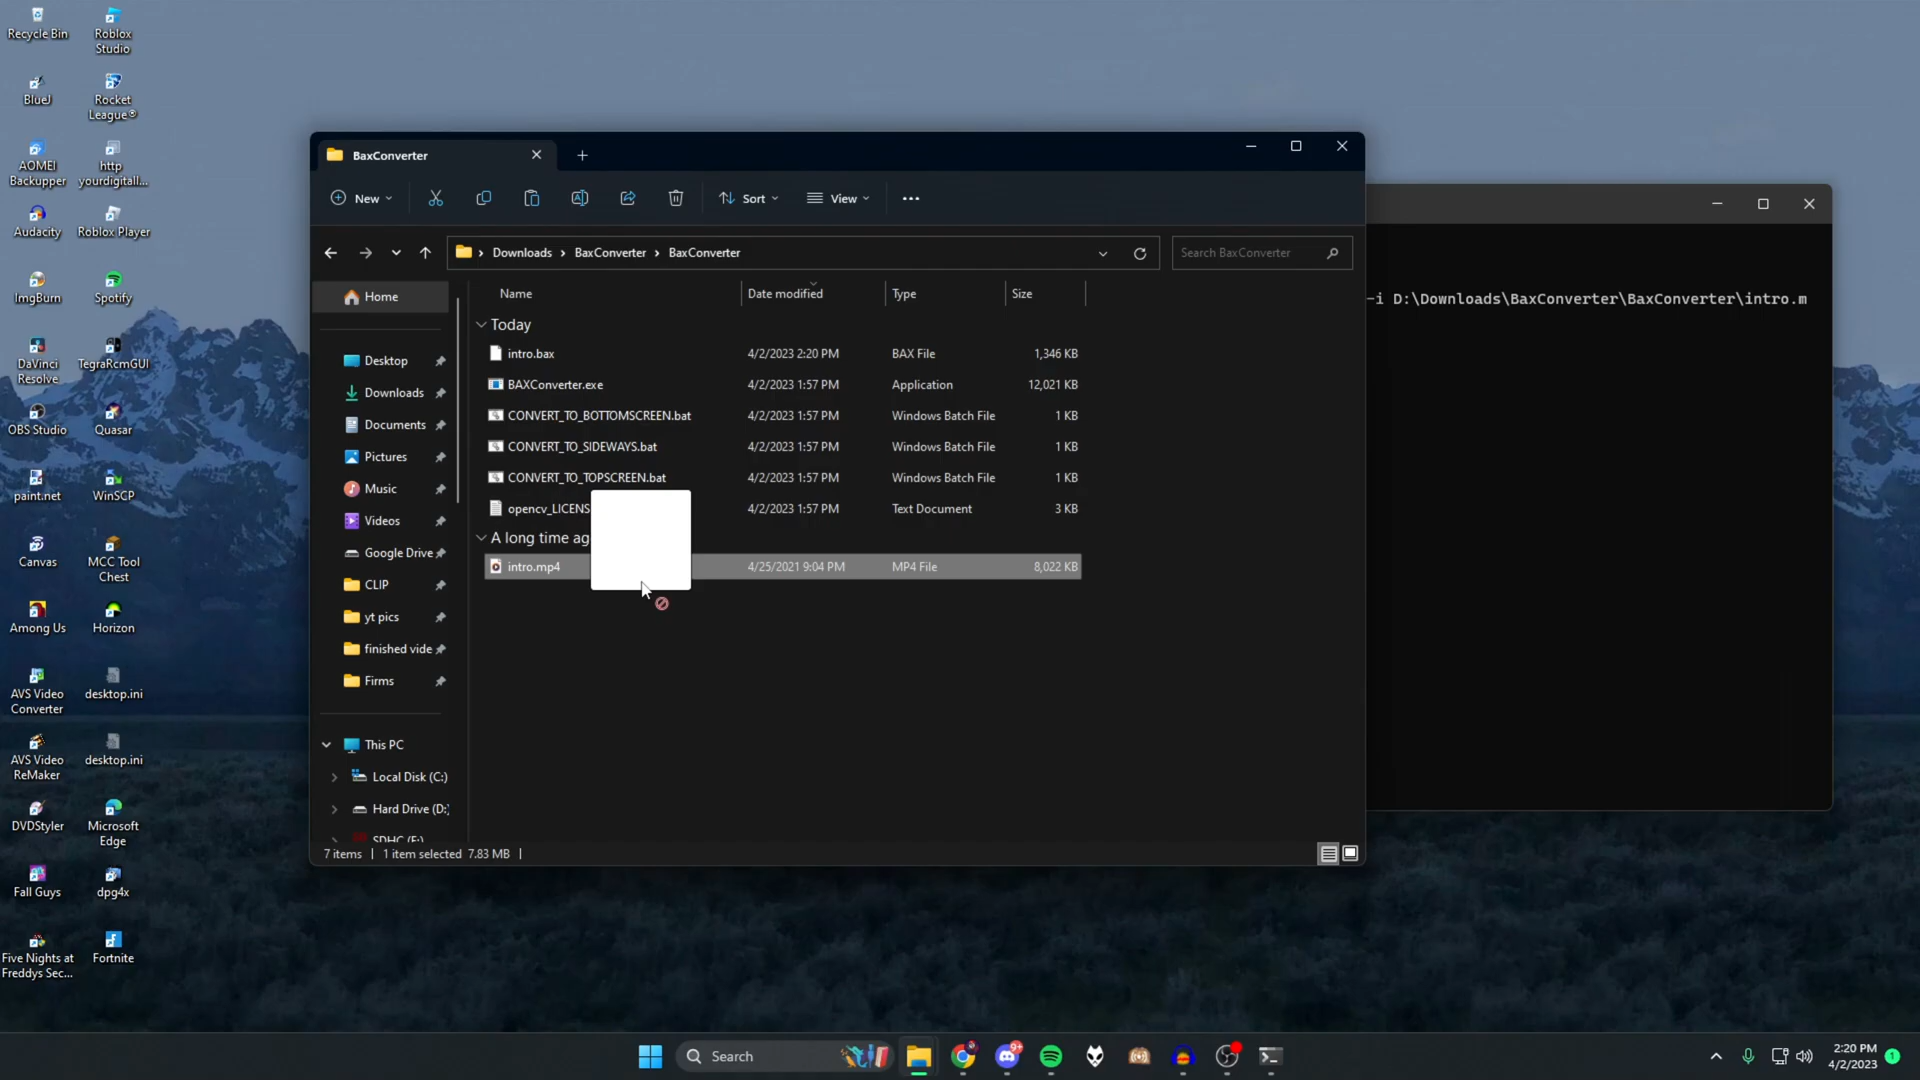 Recycle Bin
Roblox
Studio
BlueJ
Rocket
League®
AOMEI
Backupper
http
yourdigitall...
Audacity
Roblox Player
ImgBurn
Spotify
DaVinci
Resolve
TegraRcmGUI
OBS Studio
Quasar
paint.net
WinSCP
Canvas
MCC Tool
Chest
Among Us
Horizon
AVS Video
Converter
desktop.ini
AVS Video
ReMaker
desktop.ini
DVDStyler
Microsoft
Edge
Fall Guys
dpg4x
Five Nights at
Freddys Sec...
Fortnite
BaxConverter
New
Sort
View
Downloads > BaxConverter > BaxConverter
Search BaxConverter
Name Date modified Type Size
Home
Desktop
Downloads
Documents
Pictures
Music
Videos
Google Drive
CLIP
yt pics
finished vide
Firms
This PC
Local Disk (C:)
Hard Drive (D:)
SDHC (F:)
Today
intro.bax 4/2/2023 2:20 PM BAX File 1,346 KB
BAXConverter.exe 4/2/2023 1:57 PM Application 12,021 KB
CONVERT_TO_BOTTOMSCREEN.bat 4/2/2023 1:57 PM Windows Batch File 1 KB
CONVERT_TO_SIDEWAYS.bat 4/2/2023 1:57 PM Windows Batch File 1 KB
CONVERT_TO_TOPSCREEN.bat 4/2/2023 1:57 PM Windows Batch File 1 KB
opencv_LICENS 4/2/2023 1:57 PM Text Document 3 KB
A long time ag
intro.mp4 4/25/2021 9:04 PM MP4 File 8,022 KB
7 items | 1 item selected 7.83 MB |
-i D:\Downloads\BaxConverter\BaxConverter\intro.m
Search
9+
2:20 PM
4/2/2023
1